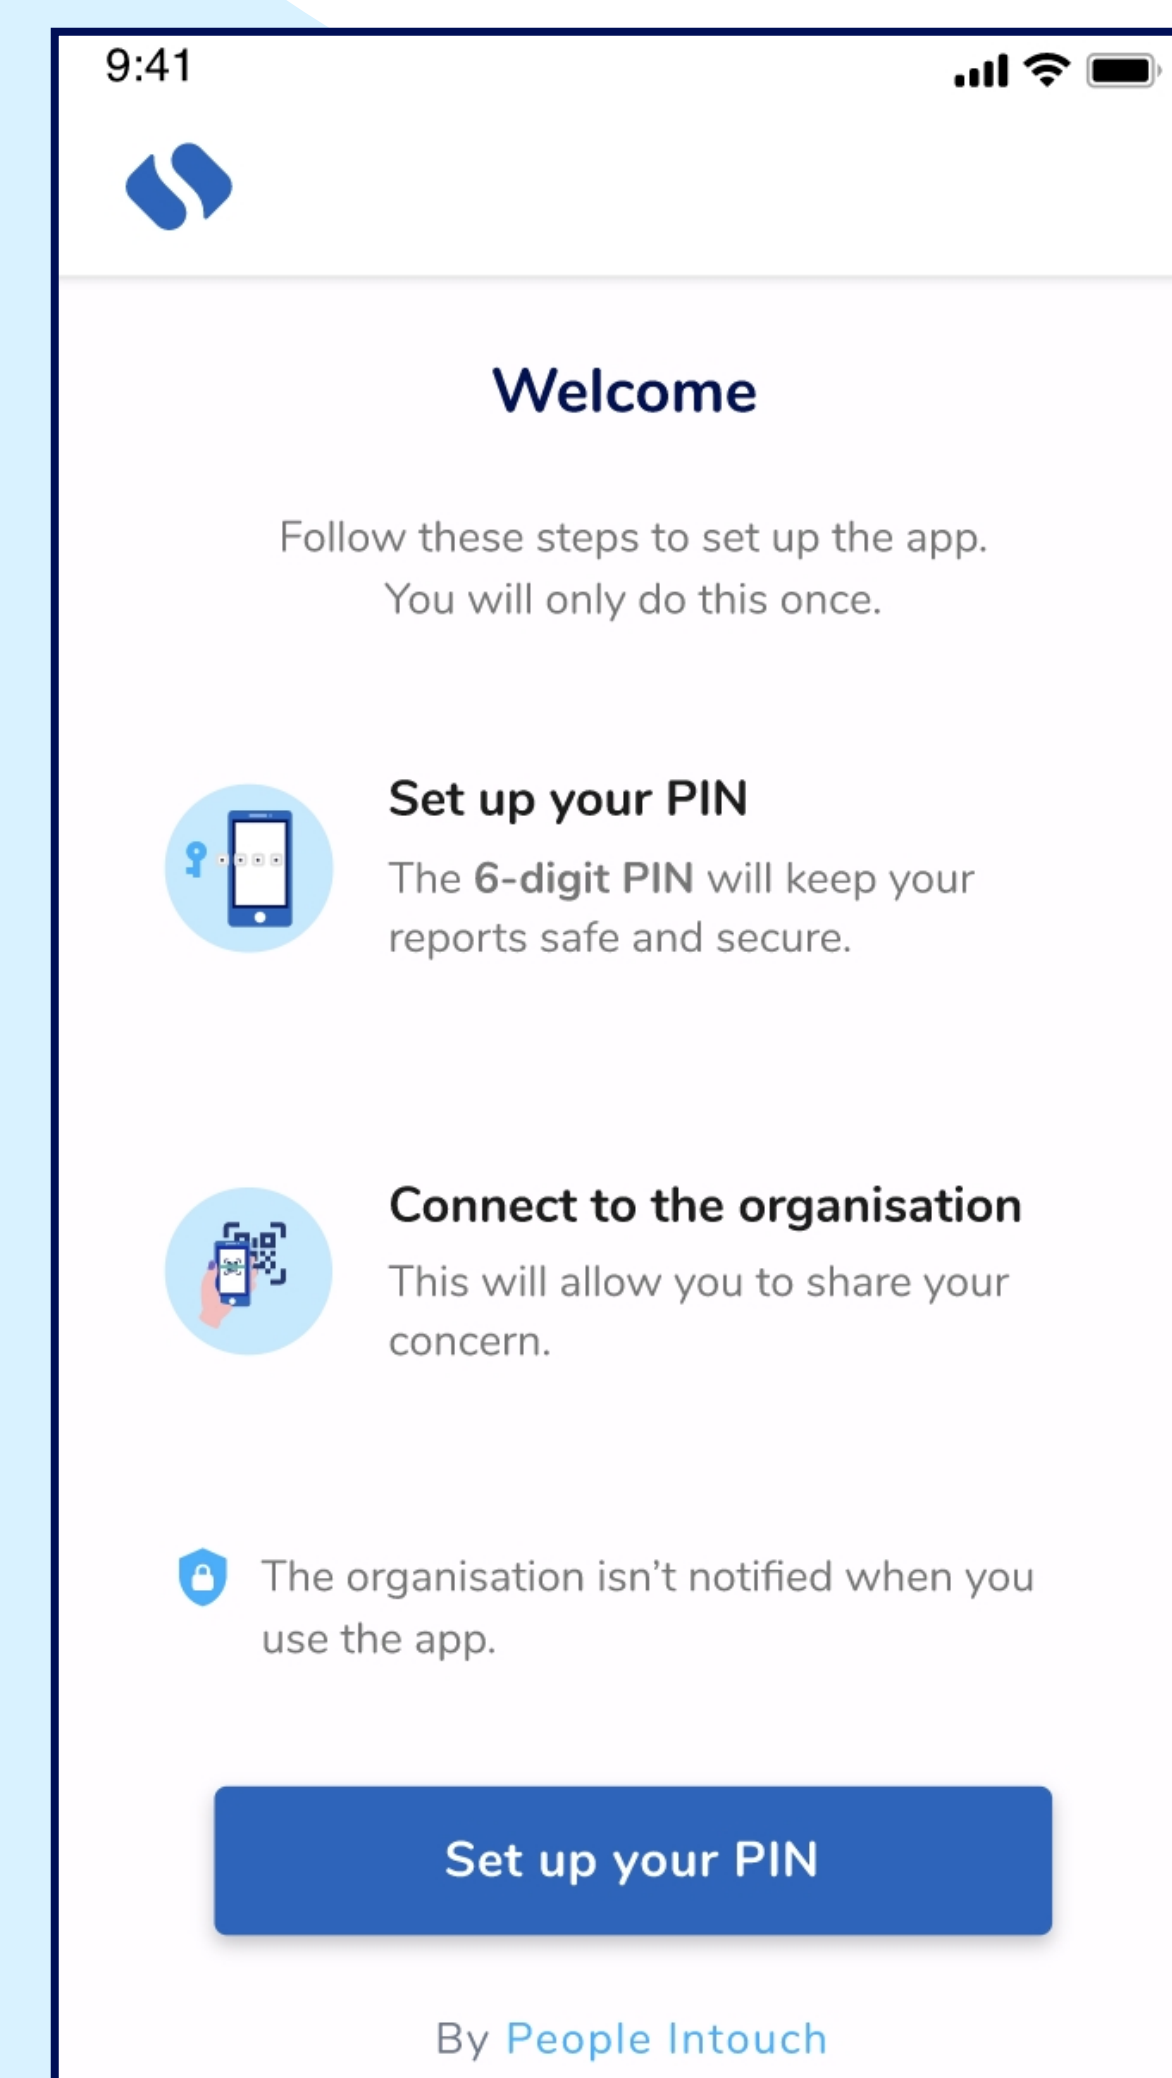 9:41
Welcome
Follow these steps to set up the app.
You will only do this once.
Set up your PIN
The 6-digit PIN will keep your
reports safe and secure.
Connect to the organisation
This will allow you to share your
concern.
The organisation isn’t notified when you
use the app.
Set up your PIN
By People Intouch